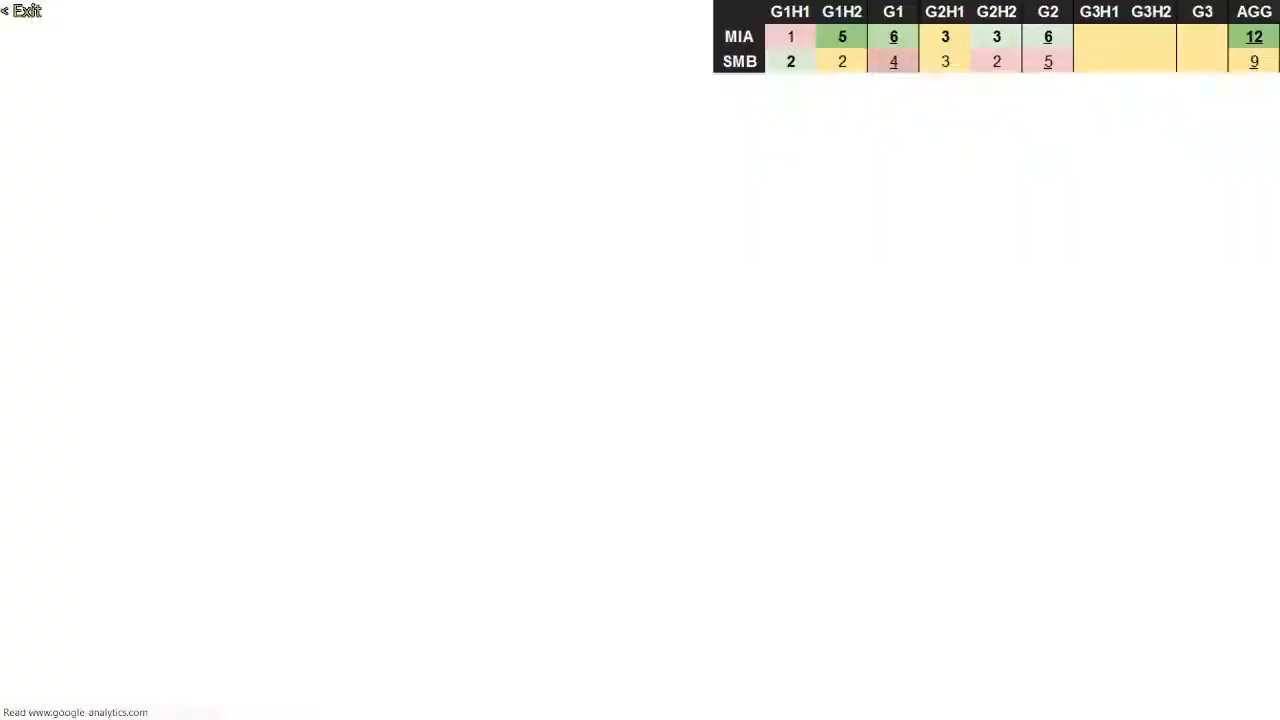 < Exit
G1H1 G1H2 G1 G2H1 G2H2 G2 G3H1 G3H2 G3 AGG
MIA 1 5 6 3 3 6 12
SMB 2 2 4 3 2 5 9
Read www.google-analytics.com